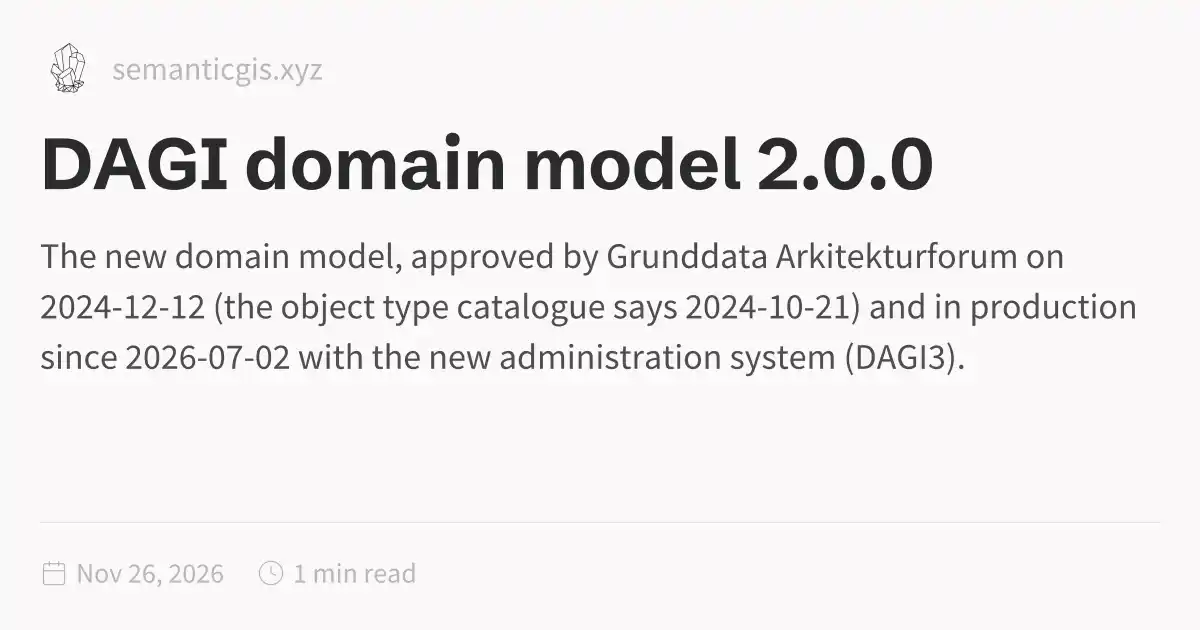 semanticgis.xyz
DAGI domain model 2.0.0
The new domain model, approved by Grunddata Arkitekturforum on
2024-12-12 (the object type catalogue says 2024-10-21) and in production
since 2026-07-02 with the new administration system (DAGI3).
Nov 26, 2026 1 min read